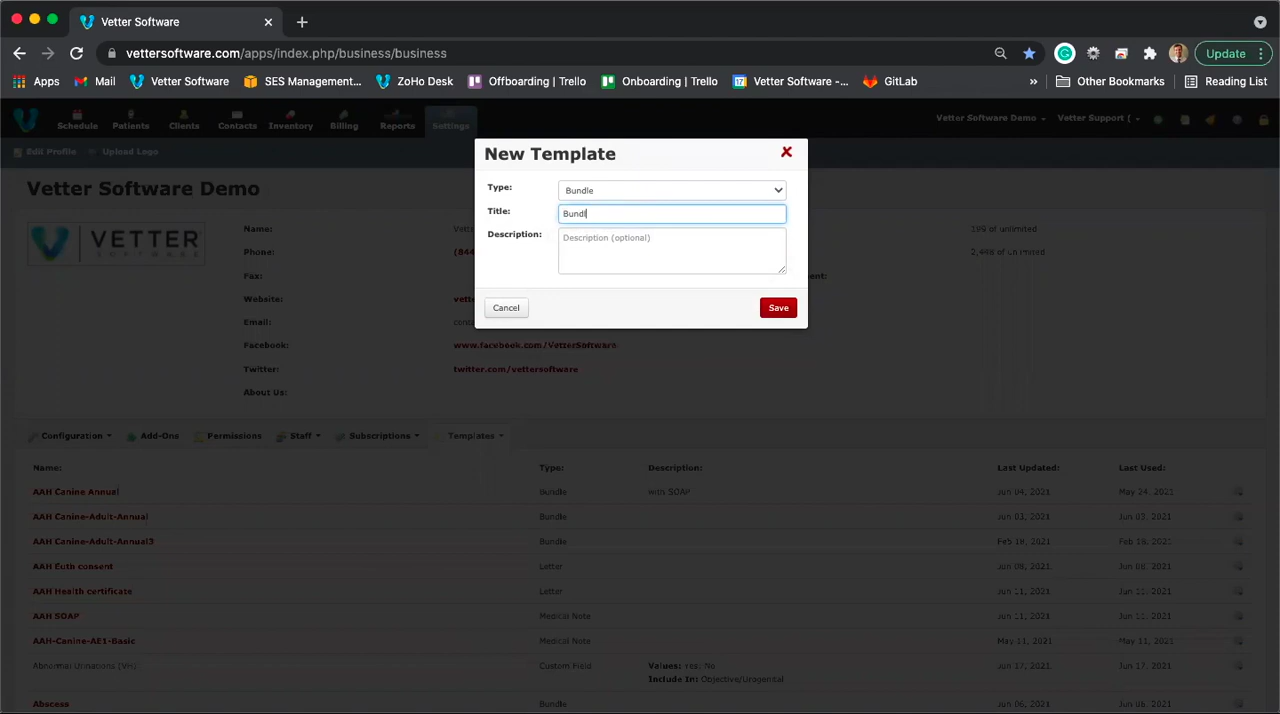 Vetter Software
vettersoftware.com/apps/index.php/business/business
Update
Apps Mail Vetter Software SES Management... ZoHo Desk Offboarding | Trello Onboarding | Trello Vetter Software -... GitLab » Other Bookmarks Reading List
Schedule Patients Clients Contacts Inventory Billing Reports Settings Vetter Software Demo Vetter Support [
Edit Profile Upload Logo
New Template
Type: Bundle
Title: Bundl
Description: Description (optional)
Cancel Save
Vetter Software Demo
VETTER
SOFTWARE
Name: Vette 199 of unlimited
Phone: (844 2,448 of unlimited
Fax:
Website: vette
Email: conta
Facebook: www.facebook.com/VetterSoftware
Twitter: twitter.com/vettersoftware
About Us:
Configuration Add-Ons Permissions Staff Subscriptions Templates
Name: Type: Description: Last Updated: Last Used:
AAH Canine Annual Bundle with SOAP Jun 04, 2021 May 24, 2021
AAH Canine-Adult-Annual Bundle Jun 03, 2021 Jun 03, 2021
AAH Canine-Adult-Annual3 Bundle Feb 18, 2021 Feb 18, 2021
AAH Euth consent Letter Jun 08, 2021 Jun 08, 2021
AAH Health certificate Letter Jun 11, 2021 Jun 11, 2021
AAH SOAP Medical Note Jun 11, 2021 Jun 11, 2021
AAH-Canine-AE1-Basic Medical Note May 11, 2021 May 11, 2021
Abnormal Urinations Custom Field Values: Yes, No Jun 17, 2021 Jun 17, 2021
Include In: Objective/Urogenital
Abscess Bundle Jun 06, 2021 Jun 06, 2021